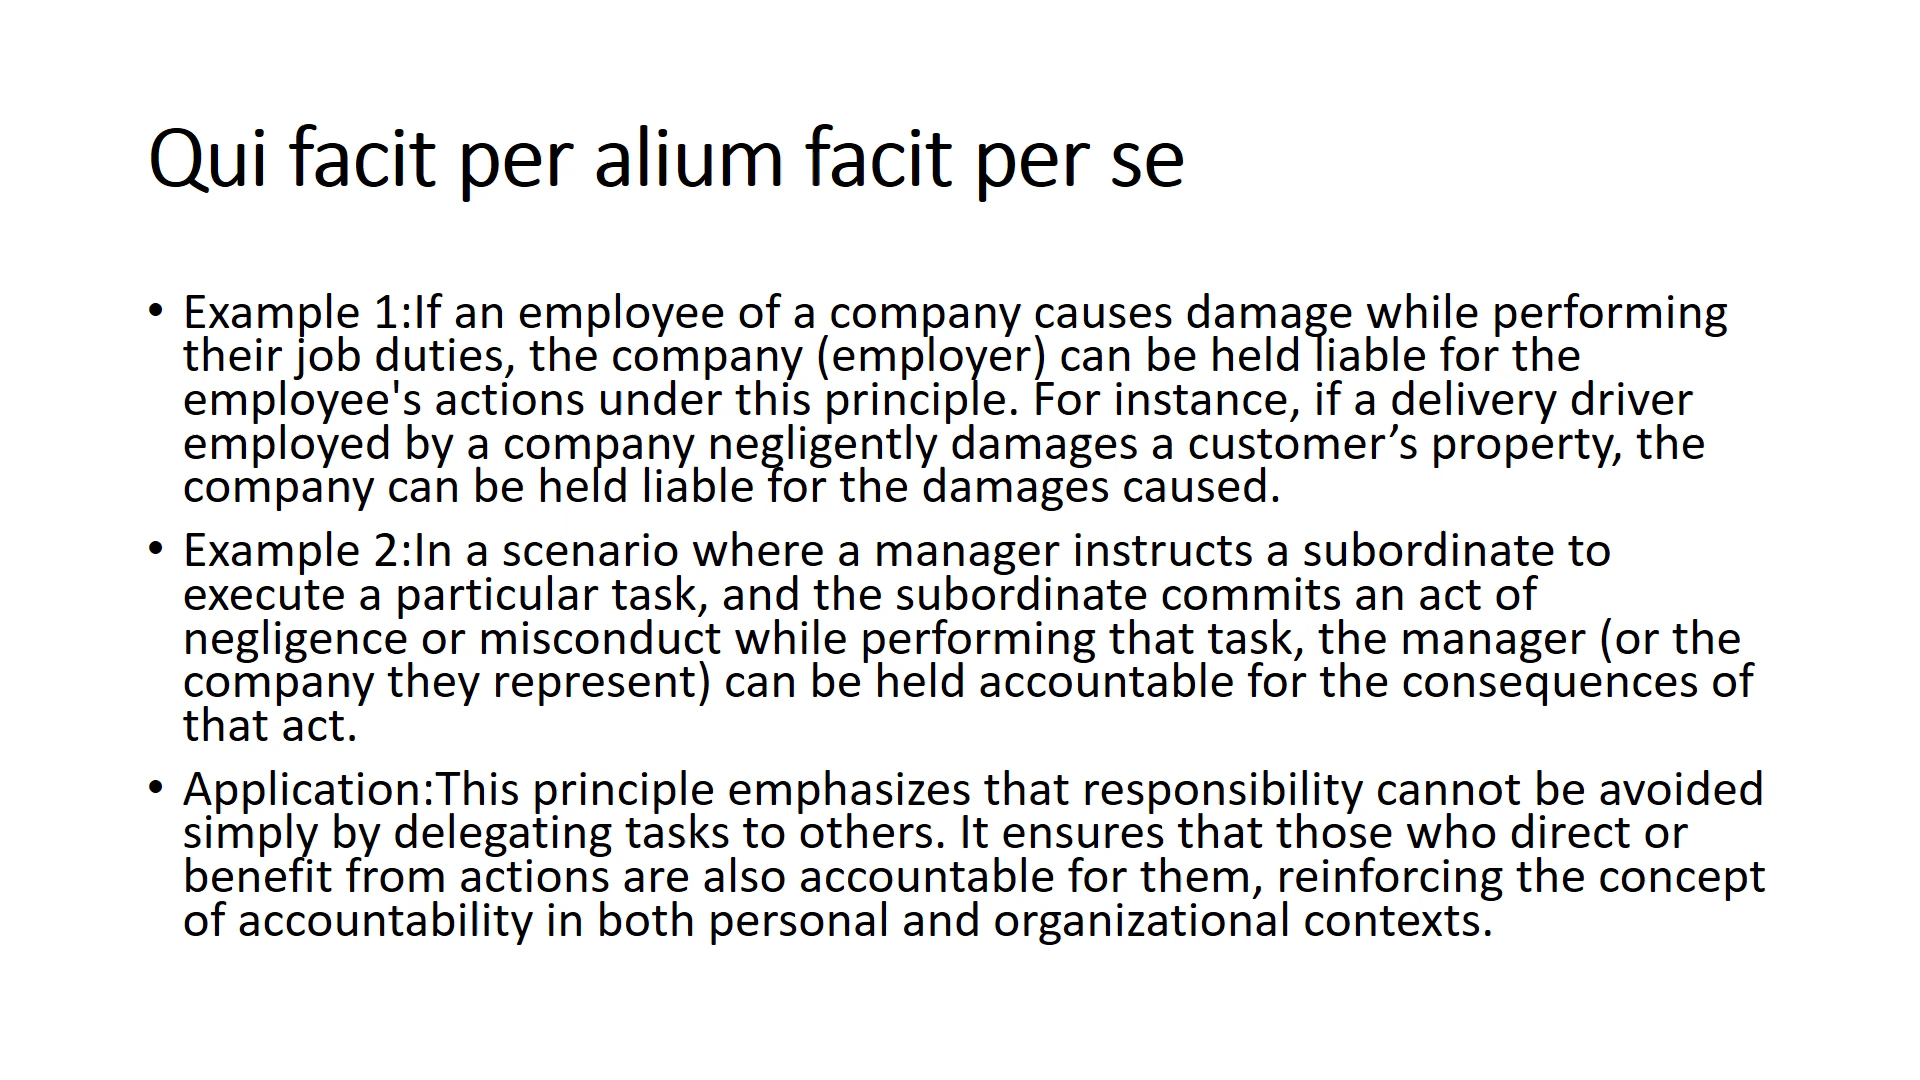 Qui facit per alium facit per se
• Example 1:If an employee of a company causes damage while performing
their job duties, the company (employer) can be held liable for the
employee's actions under this principle. For instance, if a delivery driver
employed by a company negligently damages a customer’s property, the
company can be held liable for the damages caused.
• Example 2:In a scenario where a manager instructs a subordinate to
execute a particular task, and the subordinate commits an act of
negligence or misconduct while performing that task, the manager (or the
company they represent) can be held accountable for the consequences of
that act.
• Application:This principle emphasizes that responsibility cannot be avoided
simply by delegating tasks to others. It ensures that those who direct or
benefit from actions are also accountable for them, reinforcing the concept
of accountability in both personal and organizational contexts.